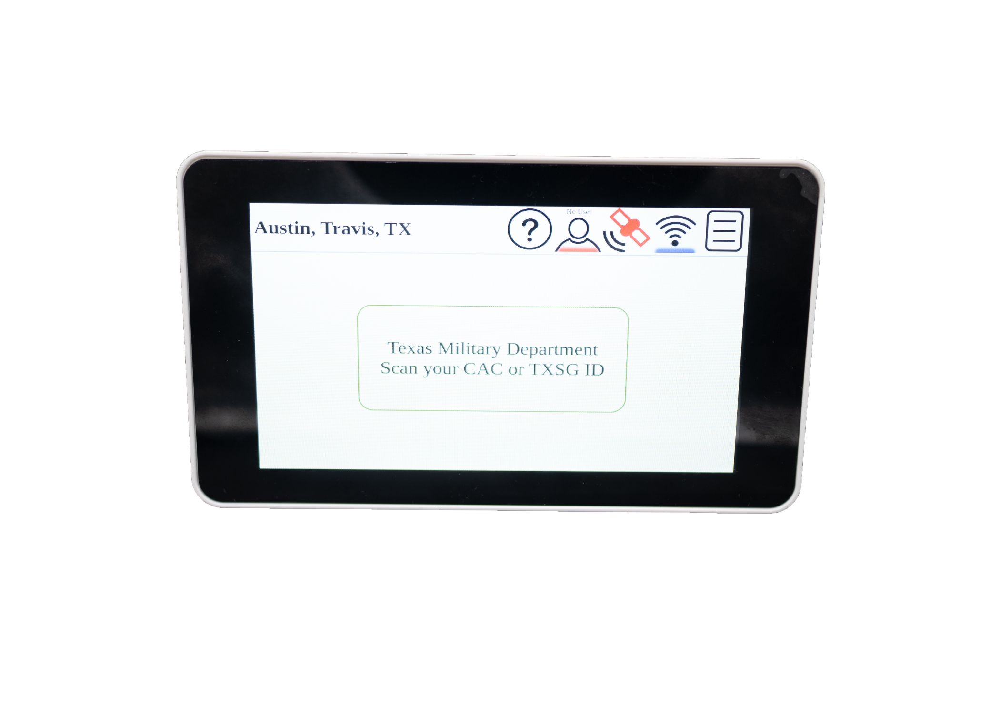 Austin, Travis, TX
?
No User
Texas Military Department
Scan your CAC or TXSG ID